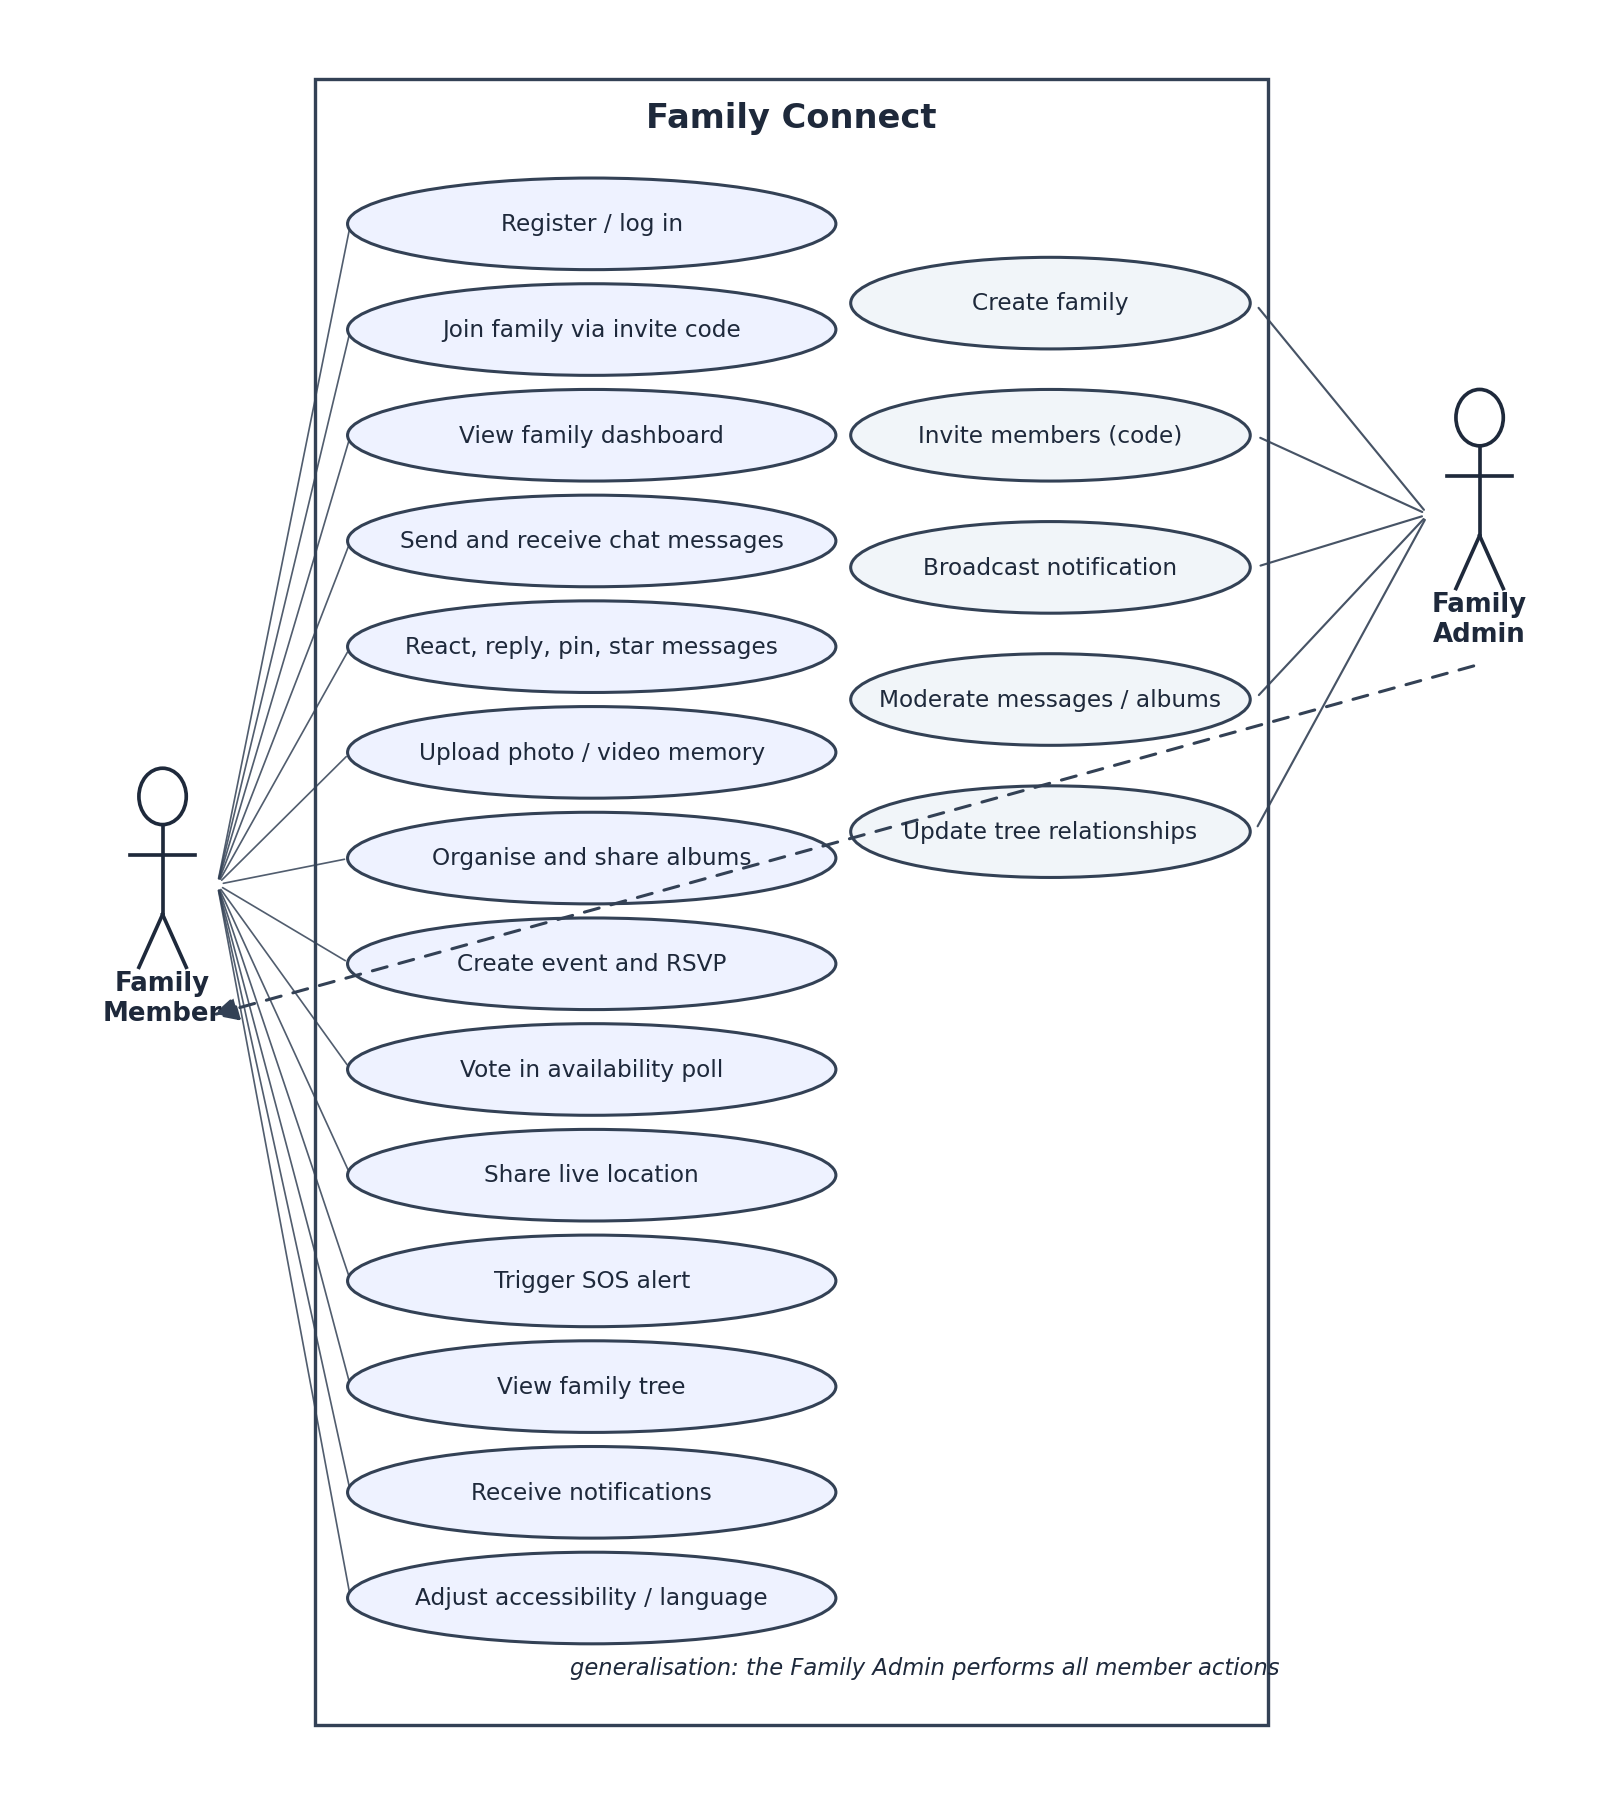 Family Connect
Register / log in
Join family via invite code
View family dashboard
Send and receive chat messages
React, reply, pin, star messages
Upload photo / video memory
Organise and share albums
Create event and RSVP
Vote in availability poll
Share live location
Trigger SOS alert
View family tree
Receive notifications
Adjust accessibility / language
Create family
Invite members (code)
Broadcast notification
Moderate messages / albums
Update tree relationships
Family
Member
Family
Admin
generalisation: the Family Admin performs all member actions